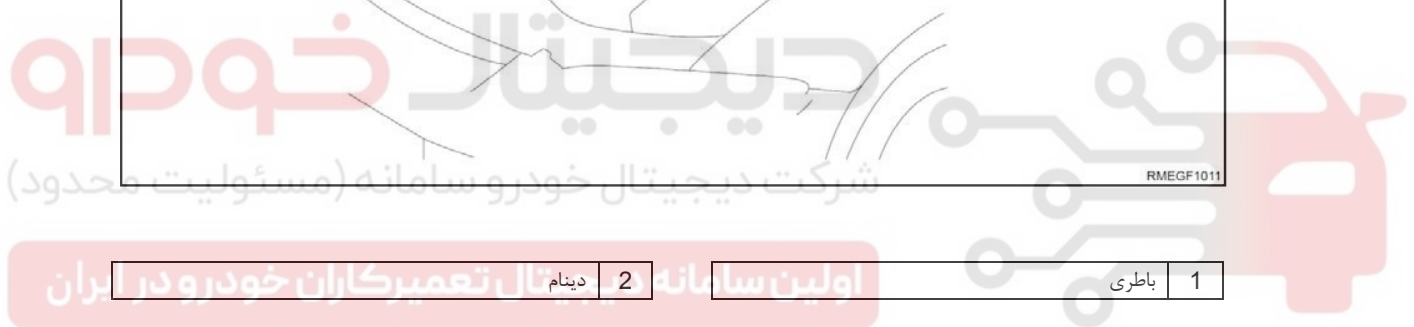 دیجیتال خودرو
شرکت دیجیتال خودرو سامانه (مسئولیت محدود)
RMEGF1011
اولین سامانه دیجیتال تعمیرکاران خودرو در ایران
1 باطری 2 دینام